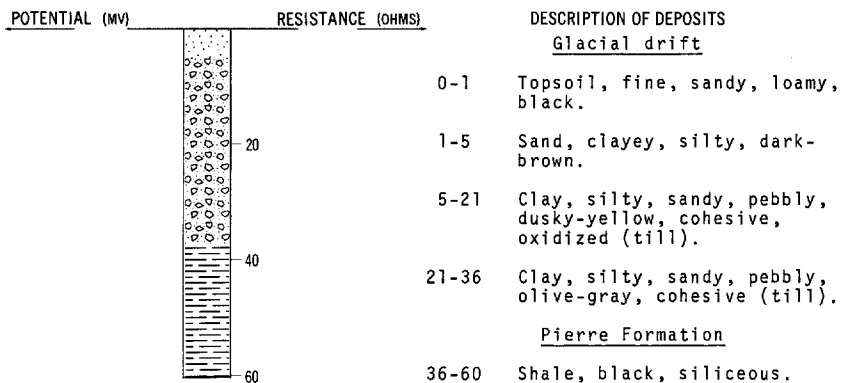 POTENTIAL (MV) RESISTANCE (OHMS) DESCRIPTION OF DEPOSITS
Glacial drift
0-1 Topsoil, fine, sandy, loamy,
black.
20
1-5 Sand, clayey, silty, dark-
brown.
5-21 Clay, silty, sandy, pebbly,
dusky-yellow, cohesive,
oxidized (till).
40
21-36 Clay, silty, sandy, pebbly,
olive-gray, cohesive (till).
Pierre Formation
60
36-60 Shale, black, siliceous.